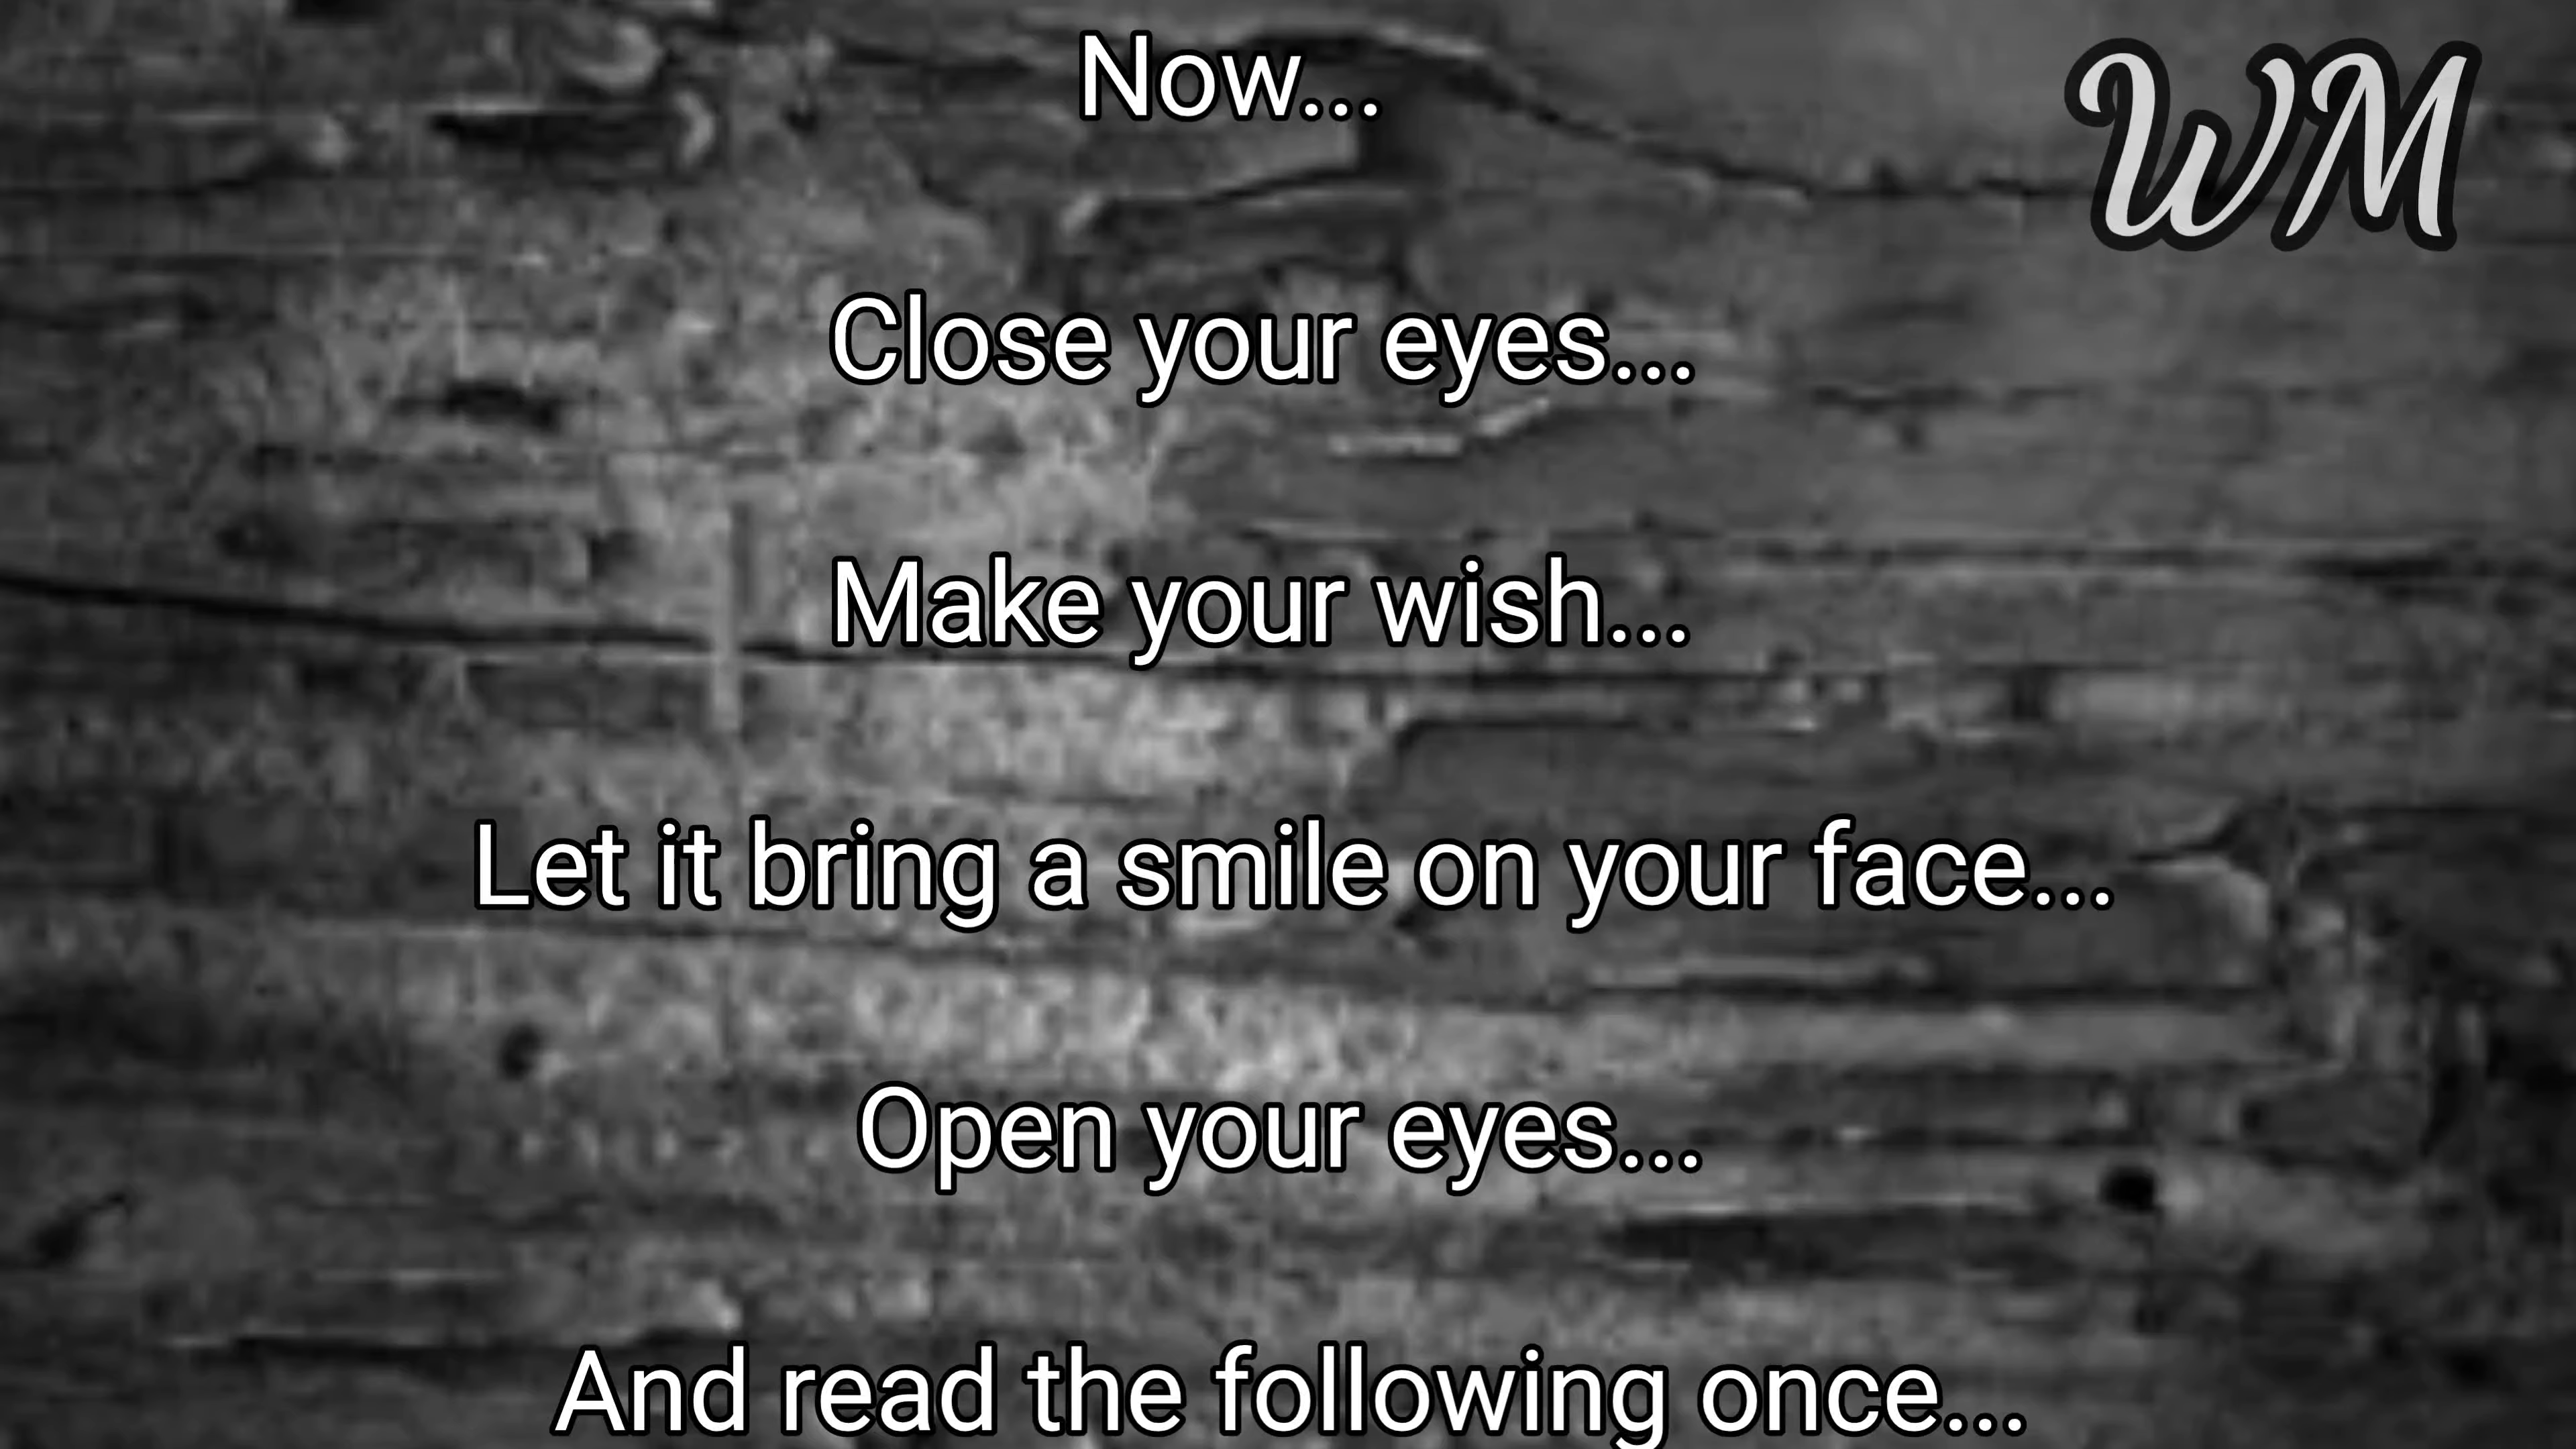 Now...
WM
Close your eyes...
Make your wish...
Let it bring a smile on your face...
Open your eyes...
And read the following once...